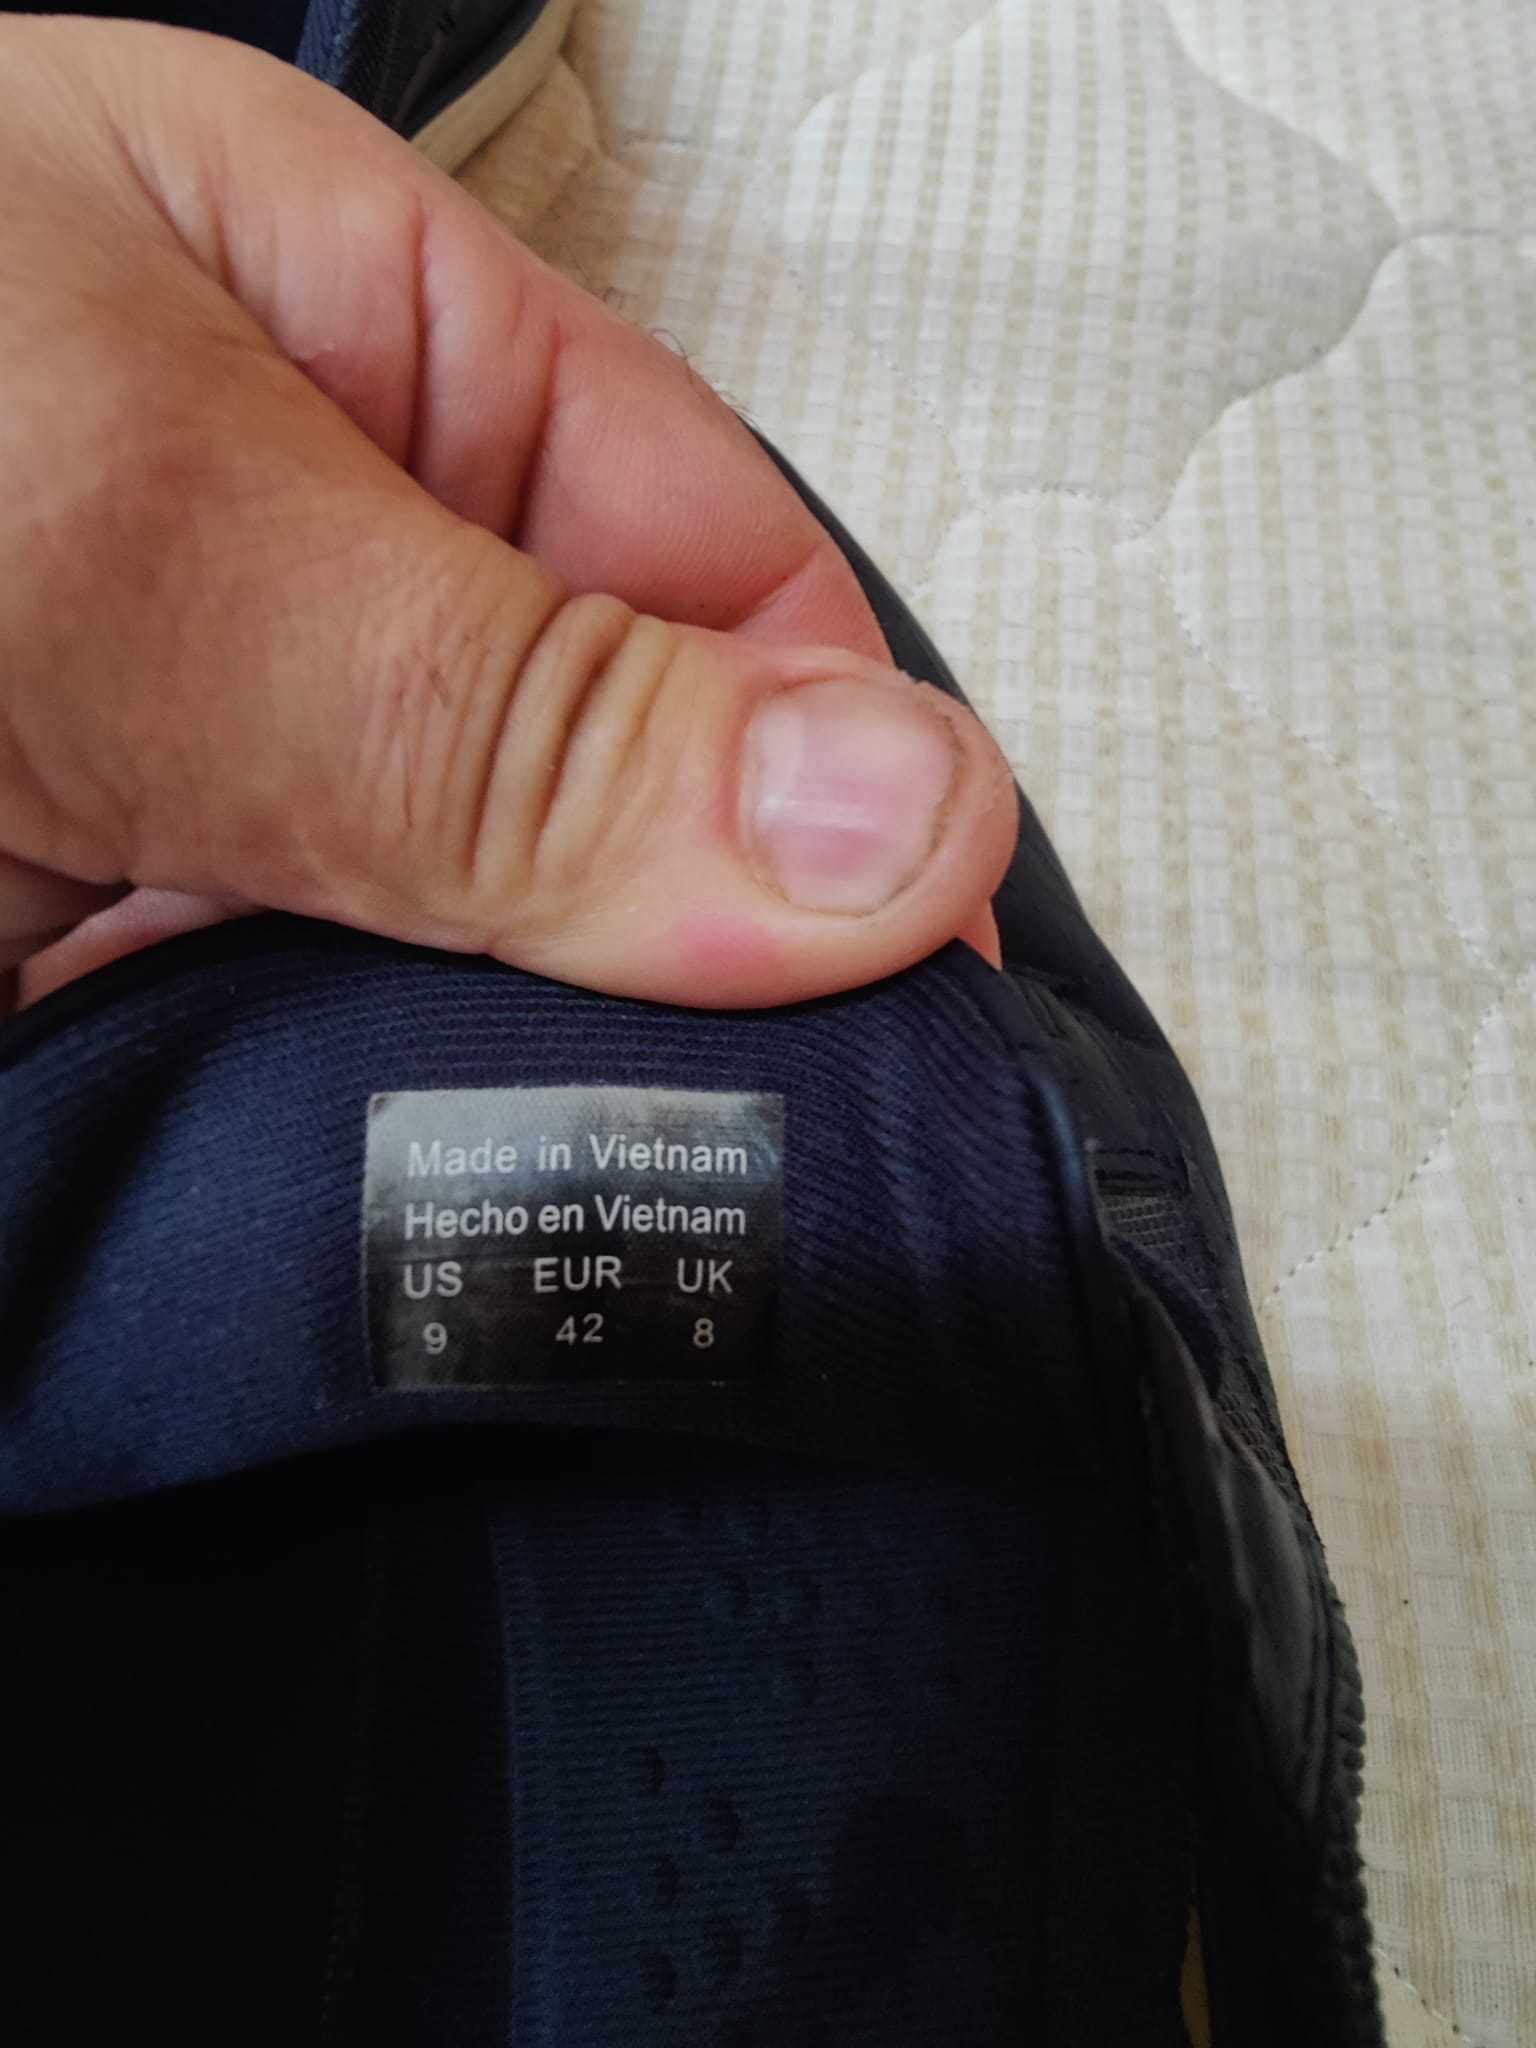 Made in Vietnam
Hecho en Vietnam
US EUR UK
9 42 8